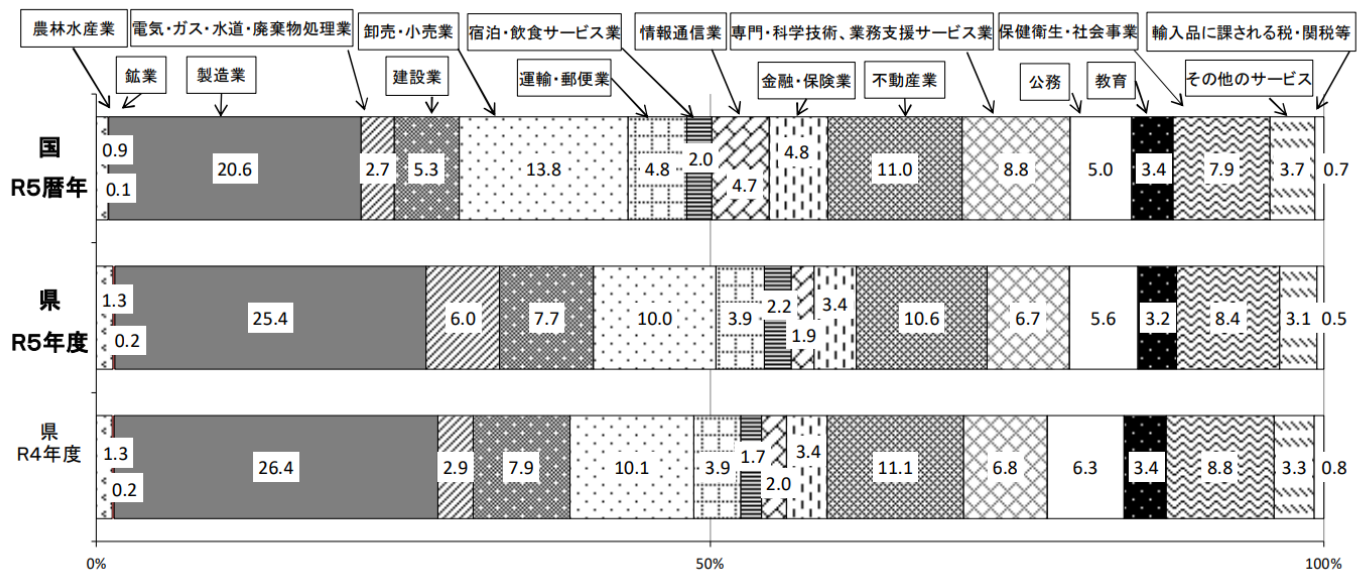 農林水産業
電気・ガス・水道・廃棄物処理業
卸売・小売業
宿泊・飲食サービス業
情報通信業
専門・科学技術、業務支援サービス業
保健衛生・社会事業
輸入品に課される税・関税等
鉱業
製造業
建設業
運輸・郵便業
金融・保険業
不動産業
公務
教育
その他のサービス
国
R5暦年
0.9
0.1
20.6
2.7
5.3
13.8
4.8
2.0
4.7
4.8
11.0
8.8
5.0
3.4
7.9
3.7
0.7
県
R5年度
1.3
0.2
25.4
6.0
7.7
10.0
3.9
2.2
1.9
3.4
10.6
6.7
5.6
3.2
8.4
3.1
0.5
県
R4年度
1.3
0.2
26.4
2.9
7.9
10.1
3.9
1.7
2.0
3.4
11.1
6.8
6.3
3.4
8.8
3.3
0.8
0%
50%
100%